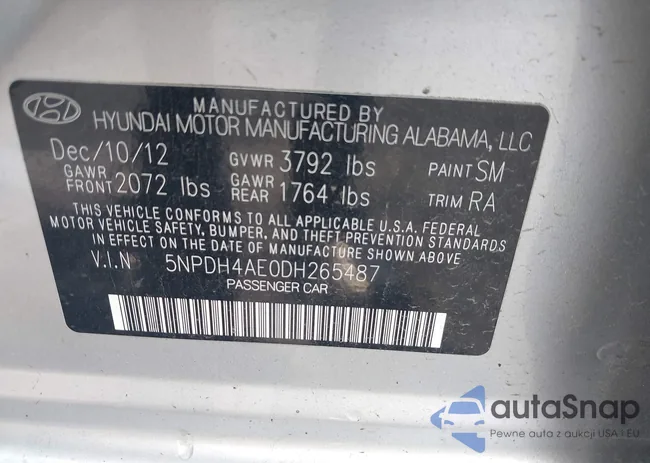 MANUFACTURED BY
HYUNDAI MOTOR MANUFACTURING ALABAMA, LLC
Dec/10/12 GVWR 3792 lbs PAINT SM
GAWR FRONT 2072 lbs GAWR REAR 1764 lbs TRIM RA
THIS VEHICLE CONFORMS TO ALL APPLICABLE U.S.A. FEDERAL
MOTOR VEHICLE SAFETY, BUMPER, AND THEFT PREVENTION STANDARDS
IN EFFECT ON THE DATE OF MANUFACTURE SHOWN ABOVE.
V.I.N 5NPDH4AE0DH265487
PASSENGER CAR
autaSnap
Pewne auta z aukcji USA i EU